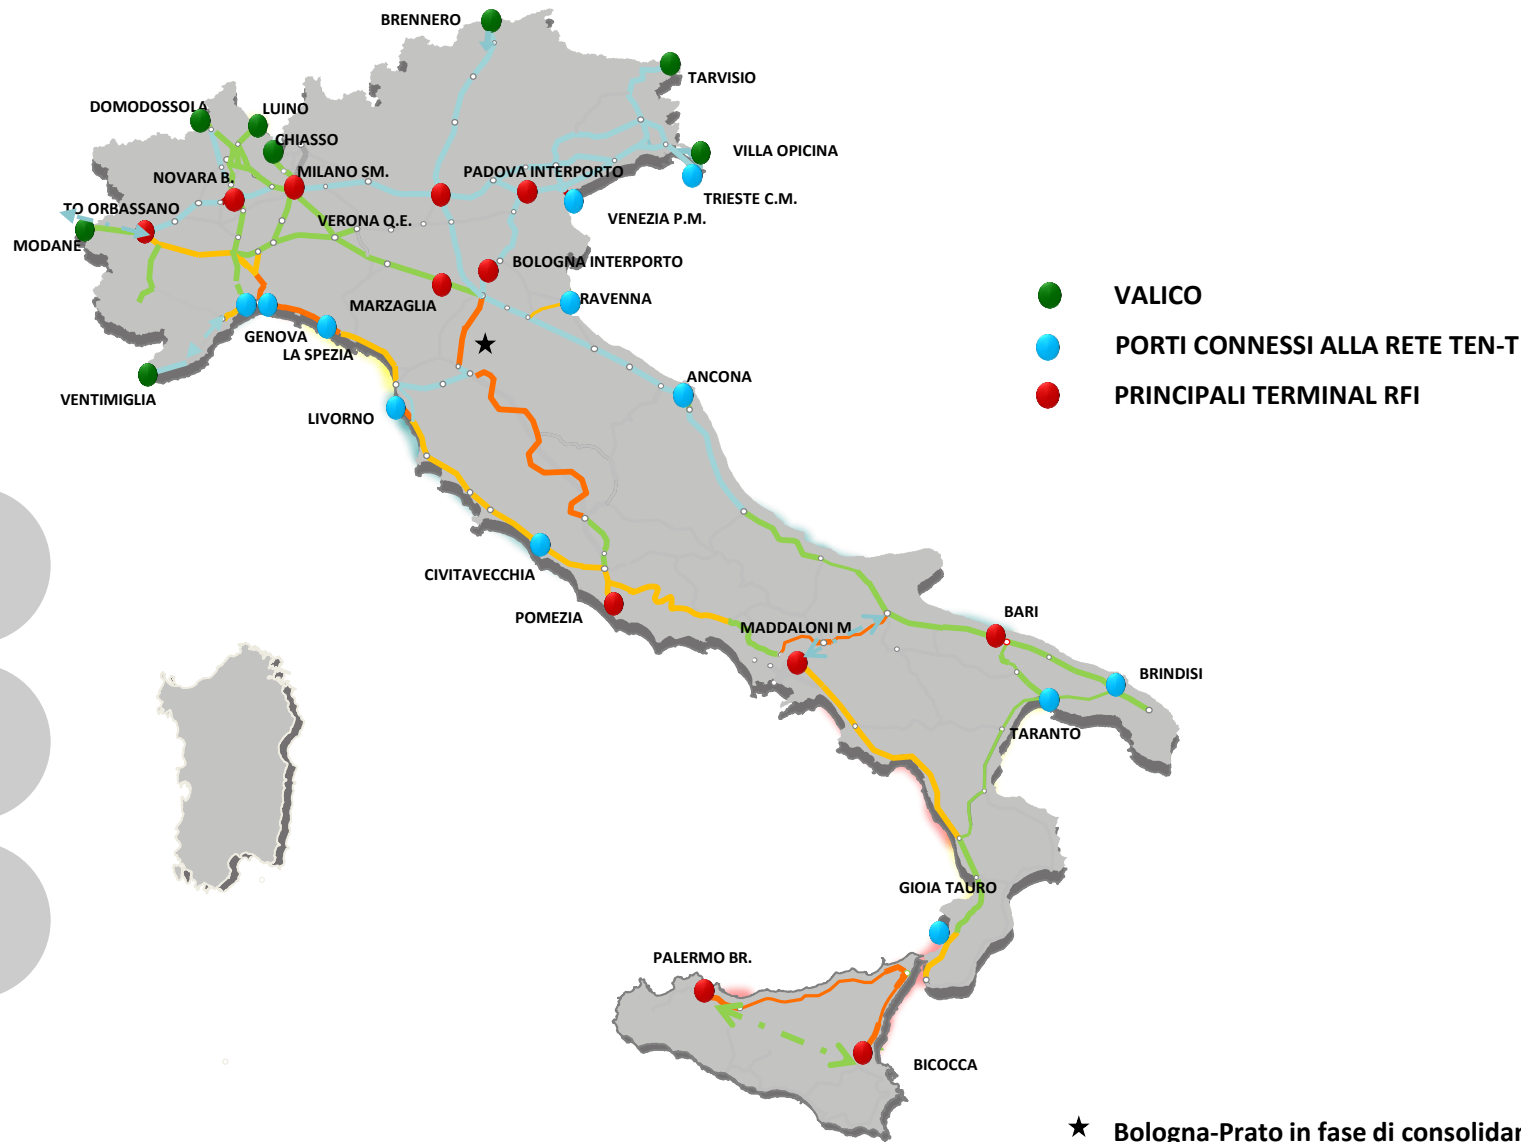 BRENNERO
TARVISIO
DOMODOSSOLA
LUINO
CHIASSO
VILLA OPICINA
NOVARA B.
MILANO SM.
PADOVA INTERPORTO
TRIESTE C.M.
TO ORBASSANO
VERONA Q.E.
VENEZIA P.M.
MODANE
BOLOGNA INTERPORTO
MARZAGLIA
RAVENNA
GENOVA
LA SPEZIA
VENTIMIGLIA
LIVORNO
ANCONA
VALICO
PORTI CONNESSI ALLA RETE TEN-T
PRINCIPALI TERMINAL RFI
CIVITAVECCHIA
POMEZIA
MADDALONI M
BARI
BRINDISI
TARANTO
GIOIA TAURO
PALERMO BR.
BICOCCA
★ Bologna-Prato in fase di